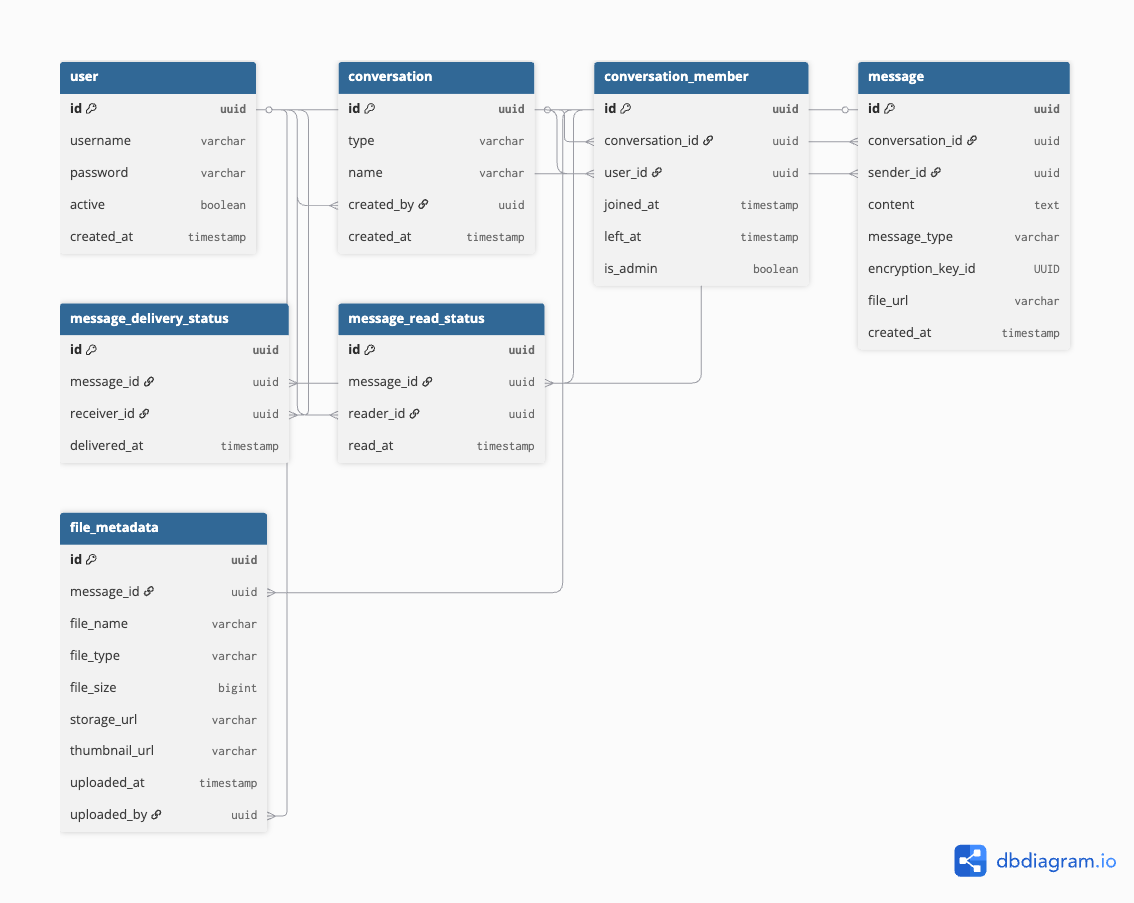 user
id uuid
username varchar
password varchar
active boolean
created_at timestamp
conversation
id uuid
type varchar
name varchar
created_by uuid
created_at timestamp
conversation_member
id uuid
conversation_id uuid
user_id uuid
joined_at timestamp
left_at timestamp
is_admin boolean
message
id uuid
conversation_id uuid
sender_id uuid
content text
message_type varchar
encryption_key_id UUID
file_url varchar
created_at timestamp
message_delivery_status
id uuid
message_id uuid
receiver_id uuid
delivered_at timestamp
message_read_status
id uuid
message_id uuid
reader_id uuid
read_at timestamp
file_metadata
id uuid
message_id uuid
file_name varchar
file_type varchar
file_size bigint
storage_url varchar
thumbnail_url varchar
uploaded_at timestamp
uploaded_by uuid
dbdiagram.io